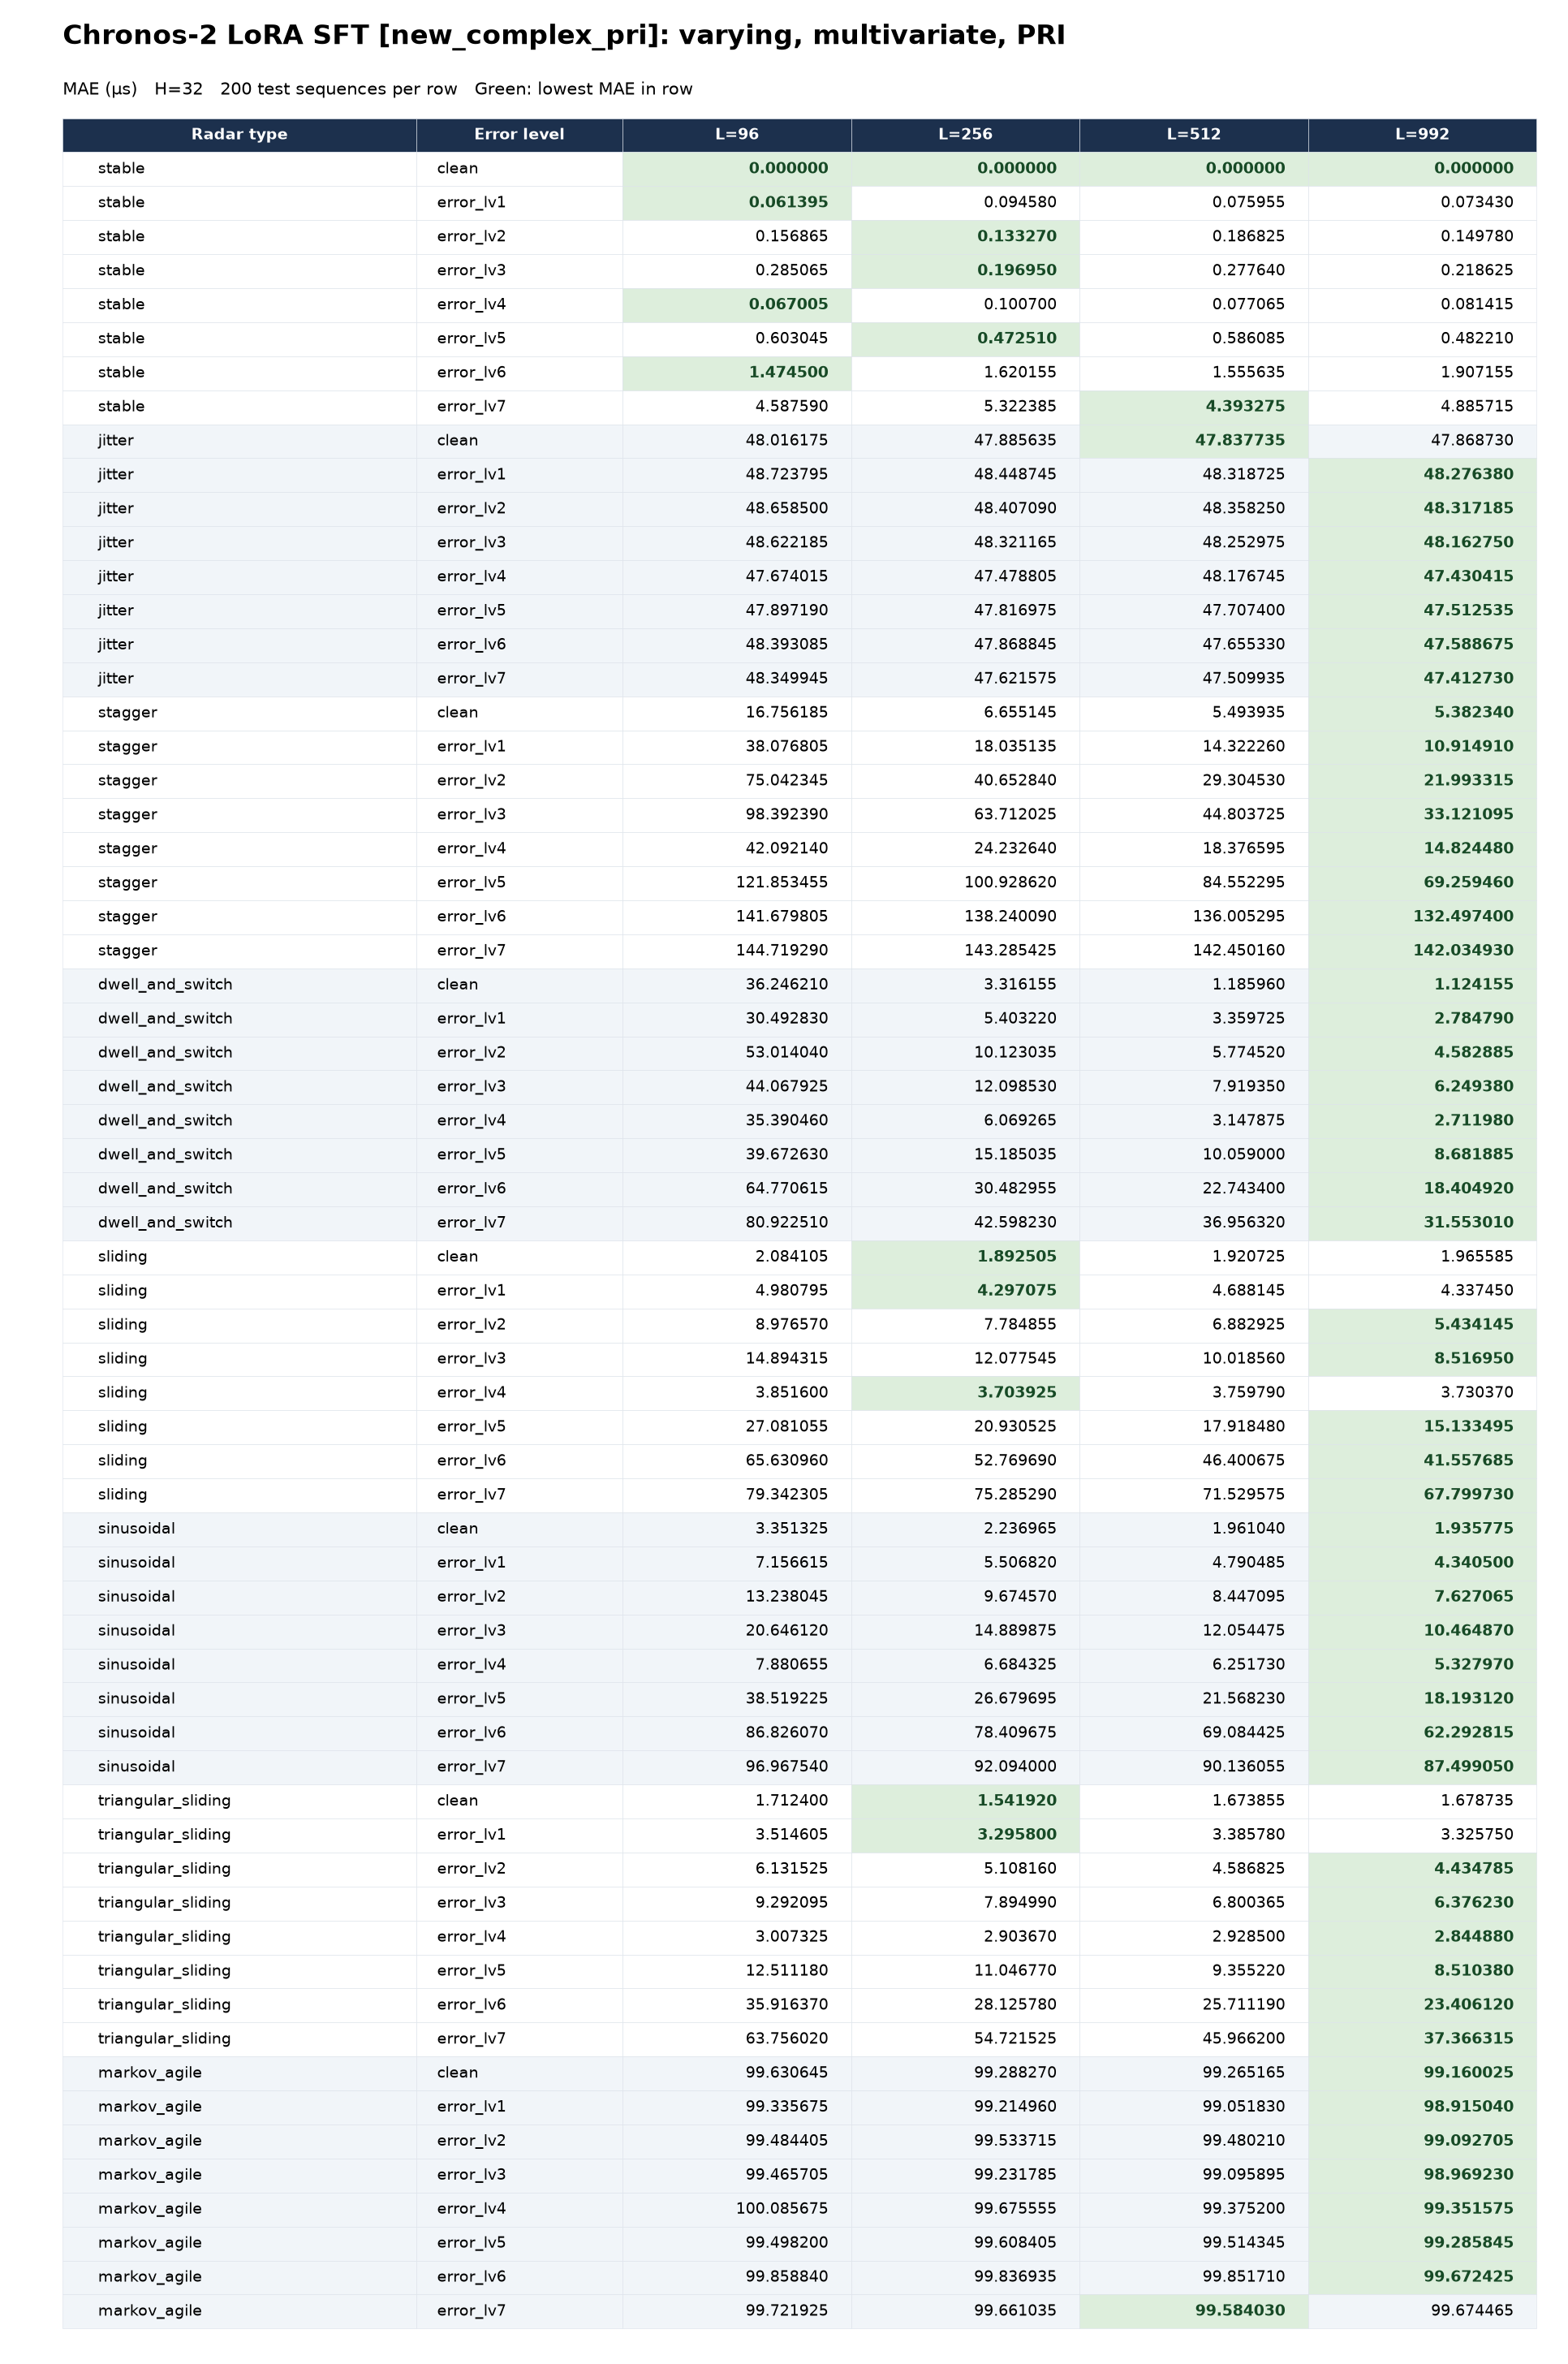 Chronos-2 LoRA SFT [new_complex_pri]: varying, multivariate, PRI
MAE (μs) H=32 200 test sequences per row Green: lowest MAE in row
Radar type Error level L=96 L=256 L=512 L=992
stable clean 0.000000 0.000000 0.000000 0.000000
stable error_lv1 0.061395 0.094580 0.075955 0.073430
stable error_lv2 0.156865 0.133270 0.186825 0.149780
stable error_lv3 0.285065 0.196950 0.277640 0.218625
stable error_lv4 0.067005 0.100700 0.077065 0.081415
stable error_lv5 0.603045 0.472510 0.586085 0.482210
stable error_lv6 1.474500 1.620155 1.555635 1.907155
stable error_lv7 4.587590 5.322385 4.393275 4.885715
jitter clean 48.016175 47.885635 47.837735 47.868730
jitter error_lv1 48.723795 48.448745 48.318725 48.276380
jitter error_lv2 48.658500 48.407090 48.358250 48.317185
jitter error_lv3 48.622185 48.321165 48.252975 48.162750
jitter error_lv4 47.674015 47.478805 48.176745 47.430415
jitter error_lv5 47.897190 47.816975 47.707400 47.512535
jitter error_lv6 48.393085 47.868845 47.655330 47.588675
jitter error_lv7 48.349945 47.621575 47.509935 47.412730
stagger clean 16.756185 6.655145 5.493935 5.382340
stagger error_lv1 38.076805 18.035135 14.322260 10.914910
stagger error_lv2 75.042345 40.652840 29.304530 21.993315
stagger error_lv3 98.392390 63.712025 44.803725 33.121095
stagger error_lv4 42.092140 24.232640 18.376595 14.824480
stagger error_lv5 121.853455 100.928620 84.552295 69.259460
stagger error_lv6 141.679805 138.240090 136.005295 132.497400
stagger error_lv7 144.719290 143.285425 142.450160 142.034930
dwell_and_switch clean 36.246210 3.316155 1.185960 1.124155
dwell_and_switch error_lv1 30.492830 5.403220 3.359725 2.784790
dwell_and_switch error_lv2 53.014040 10.123035 5.774520 4.582885
dwell_and_switch error_lv3 44.067925 12.098530 7.919350 6.249380
dwell_and_switch error_lv4 35.390460 6.069265 3.147875 2.711980
dwell_and_switch error_lv5 39.672630 15.185035 10.059000 8.681885
dwell_and_switch error_lv6 64.770615 30.482955 22.743400 18.404920
dwell_and_switch error_lv7 80.922510 42.598230 36.956320 31.553010
sliding clean 2.084105 1.892505 1.920725 1.965585
sliding error_lv1 4.980795 4.297075 4.688145 4.337450
sliding error_lv2 8.976570 7.784855 6.882925 5.434145
sliding error_lv3 14.894315 12.077545 10.018560 8.516950
sliding error_lv4 3.851600 3.703925 3.759790 3.730370
sliding error_lv5 27.081055 20.930525 17.918480 15.133495
sliding error_lv6 65.630960 52.769690 46.400675 41.557685
sliding error_lv7 79.342305 75.285290 71.529575 67.799730
sinusoidal clean 3.351325 2.236965 1.961040 1.935775
sinusoidal error_lv1 7.156615 5.506820 4.790485 4.340500
sinusoidal error_lv2 13.238045 9.674570 8.447095 7.627065
sinusoidal error_lv3 20.646120 14.889875 12.054475 10.464870
sinusoidal error_lv4 7.880655 6.684325 6.251730 5.327970
sinusoidal error_lv5 38.519225 26.679695 21.568230 18.193120
sinusoidal error_lv6 86.826070 78.409675 69.084425 62.292815
sinusoidal error_lv7 96.967540 92.094000 90.136055 87.499050
triangular_sliding clean 1.712400 1.541920 1.673855 1.678735
triangular_sliding error_lv1 3.514605 3.295800 3.385780 3.325750
triangular_sliding error_lv2 6.131525 5.108160 4.586825 4.434785
triangular_sliding error_lv3 9.292095 7.894990 6.800365 6.376230
triangular_sliding error_lv4 3.007325 2.903670 2.928500 2.844880
triangular_sliding error_lv5 12.511180 11.046770 9.355220 8.510380
triangular_sliding error_lv6 35.916370 28.125780 25.711190 23.406120
triangular_sliding error_lv7 63.756020 54.721525 45.966200 37.366315
markov_agile clean 99.630645 99.288270 99.265165 99.160025
markov_agile error_lv1 99.335675 99.214960 99.051830 98.915040
markov_agile error_lv2 99.484405 99.533715 99.480210 99.092705
markov_agile error_lv3 99.465705 99.231785 99.095895 98.969230
markov_agile error_lv4 100.085675 99.675555 99.375200 99.351575
markov_agile error_lv5 99.498200 99.608405 99.514345 99.285845
markov_agile error_lv6 99.858840 99.836935 99.851710 99.672425
markov_agile error_lv7 99.721925 99.661035 99.584030 99.674465